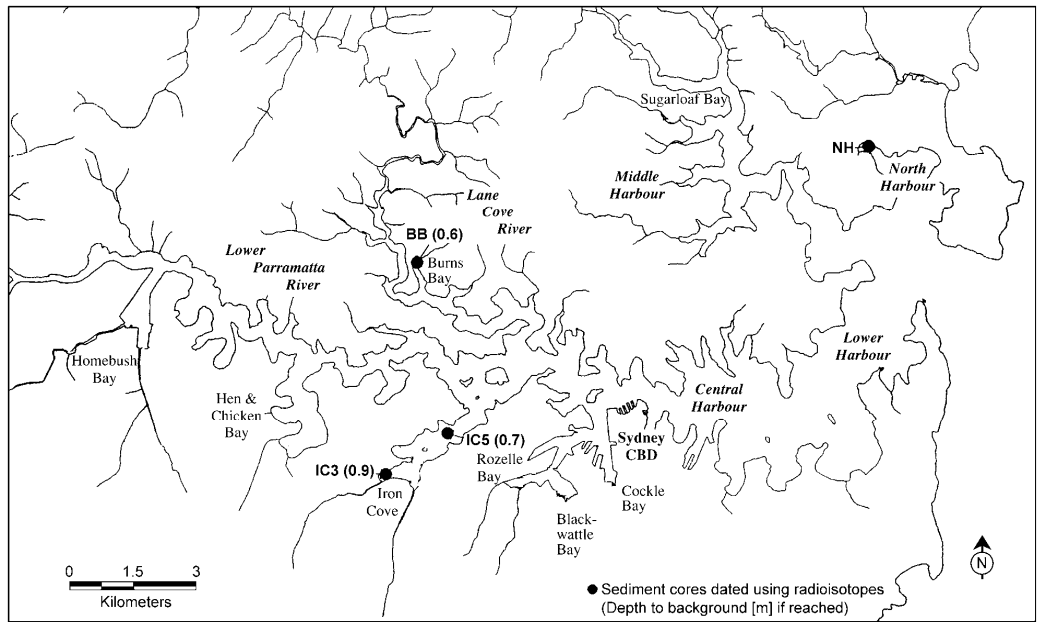 Sugarloaf Bay
NH
North
Harbour
Middle
Harbour
Lane
Cove
River
BB (0.6)
Burns
Bay
Lower
Parramatta
River
Homebush
Bay
Lower
Harbour
Hen &
Chicken
Bay
Central
Harbour
Sydney
CBD
IC5 (0.7)
Rozelle
Bay
IC3 (0.9)
Iron
Cove
Cockle
Bay
Black-
wattle
Bay
0 1.5 3
Kilometers
N
Sediment cores dated using radioisotopes
(Depth to background [m] if reached)